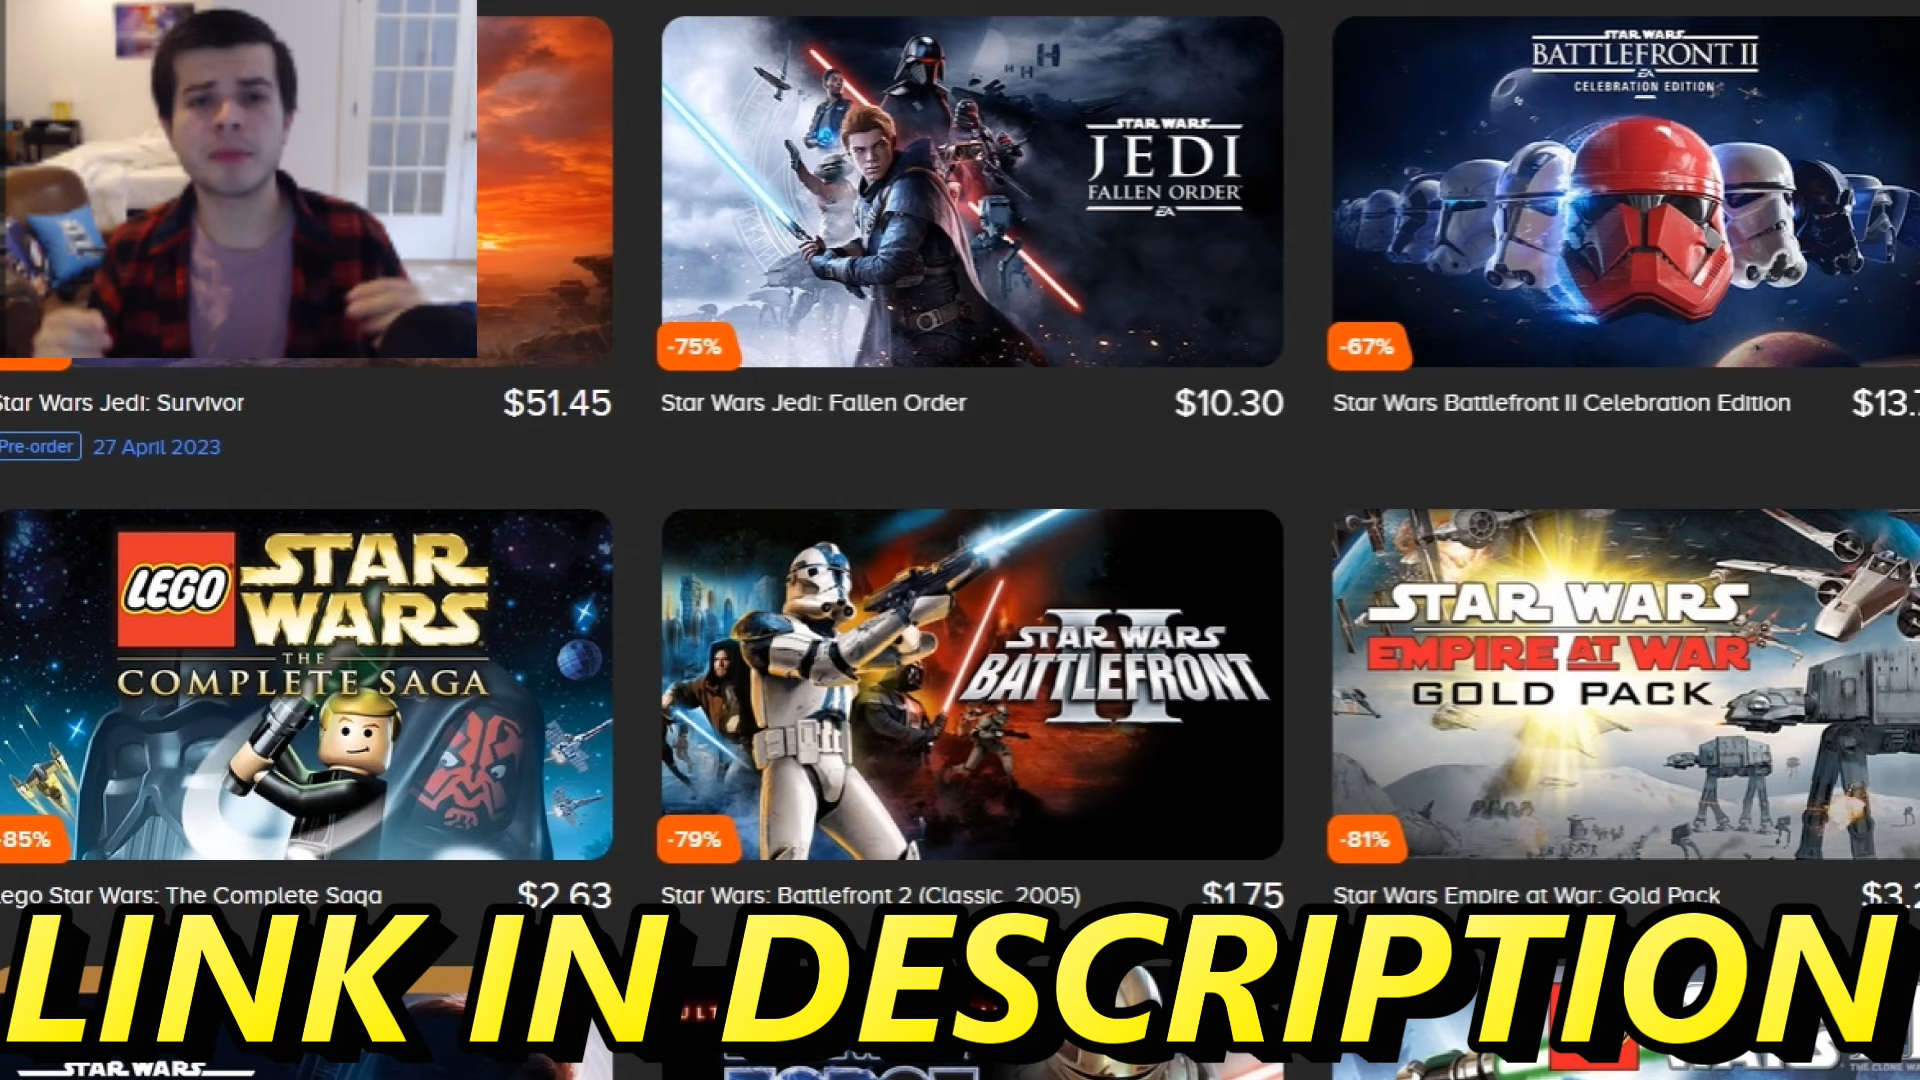 STAR WARS
JEDI
FALLEN ORDER
EA
STAR WARS
BATTLEFRONT II
EA
CELEBRATION EDITION
-75%
-67%
Star Wars Jedi: Survivor
$51.45
Star Wars Jedi: Fallen Order
$10.30
Star Wars Battlefront II Celebration Edition
$13.
Pre-order
27 April 2023
LEGO
STAR
WARS
THE
COMPLETE SAGA
II
STAR WARS
BATTLEFRONT
STAR WARS
EMPIRE AT WAR
GOLD PACK
-85%
-79%
-81%
ego Star Wars: The Complete Saga
$2.63
Star Wars: Battlefront 2 (Classic, 2005)
$1.75
Star Wars Empire at War: Gold Pack
$3.
LINK IN DESCRIPTION
STAR WARS